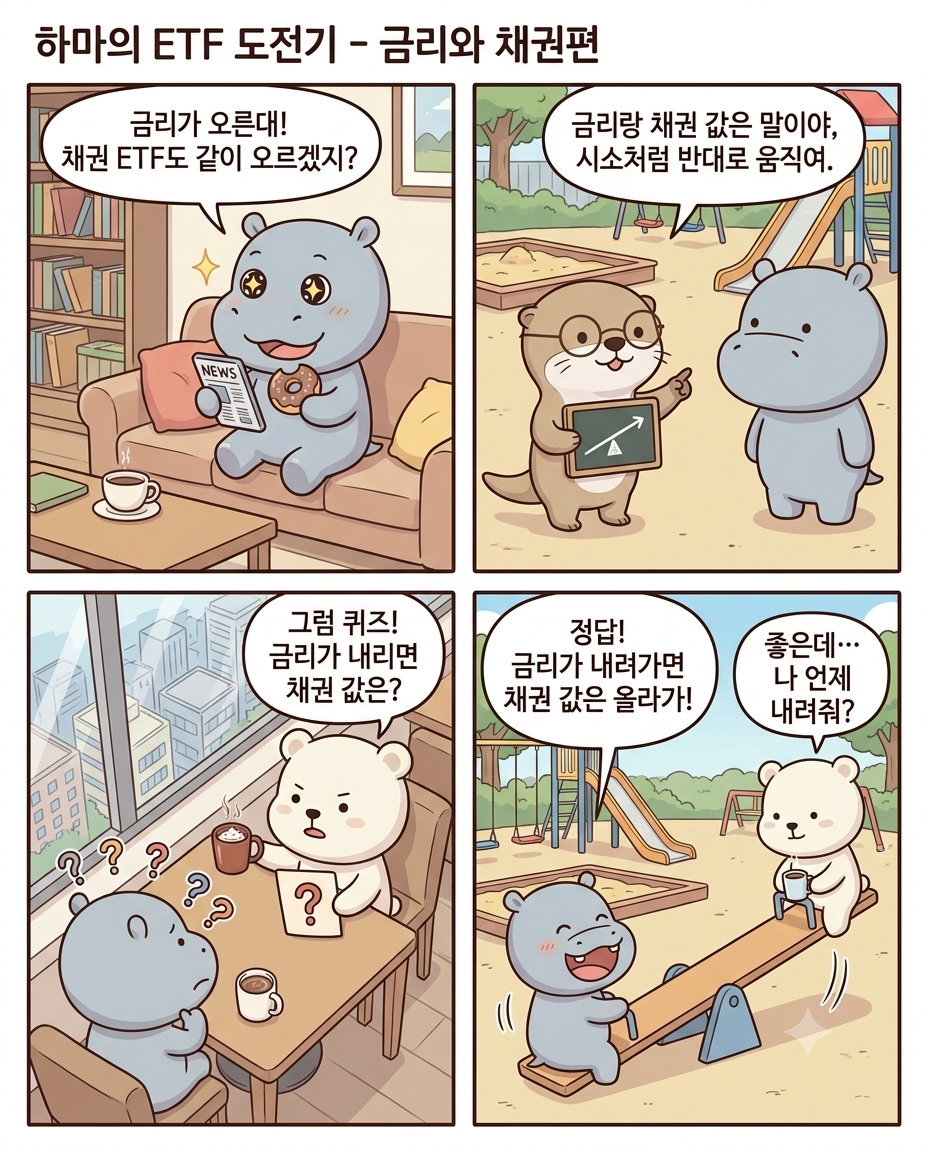 하마의 ETF 도전기 - 금리와 채권편
금리가 오른대!
채권 ETF도 같이 오르겠지?
NEWS
금리랑 채권 값은 말이야,
시소처럼 반대로 움직여.
그럼 퀴즈!
금리가 내리면
채권 값은?
?
?
?
?
?
?
정답!
금리가 내려가면
채권 값은 올라가!
좋은데…
나 언제
내려줘?